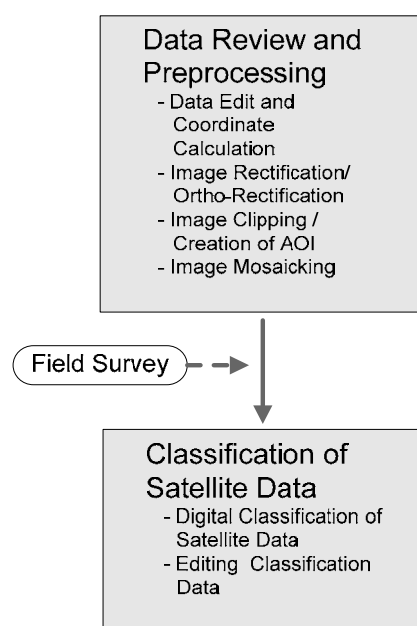 Data Review and
Preprocessing
- Data Edit and
Coordinate
Calculation
- Image Rectification/
Ortho-Rectification
- Image Clipping /
Creation of AOI
- Image Mosaicking
Field Survey
Classification of
Satellite Data
- Digital Classification of
Satellite Data
- Editing Classification
Data